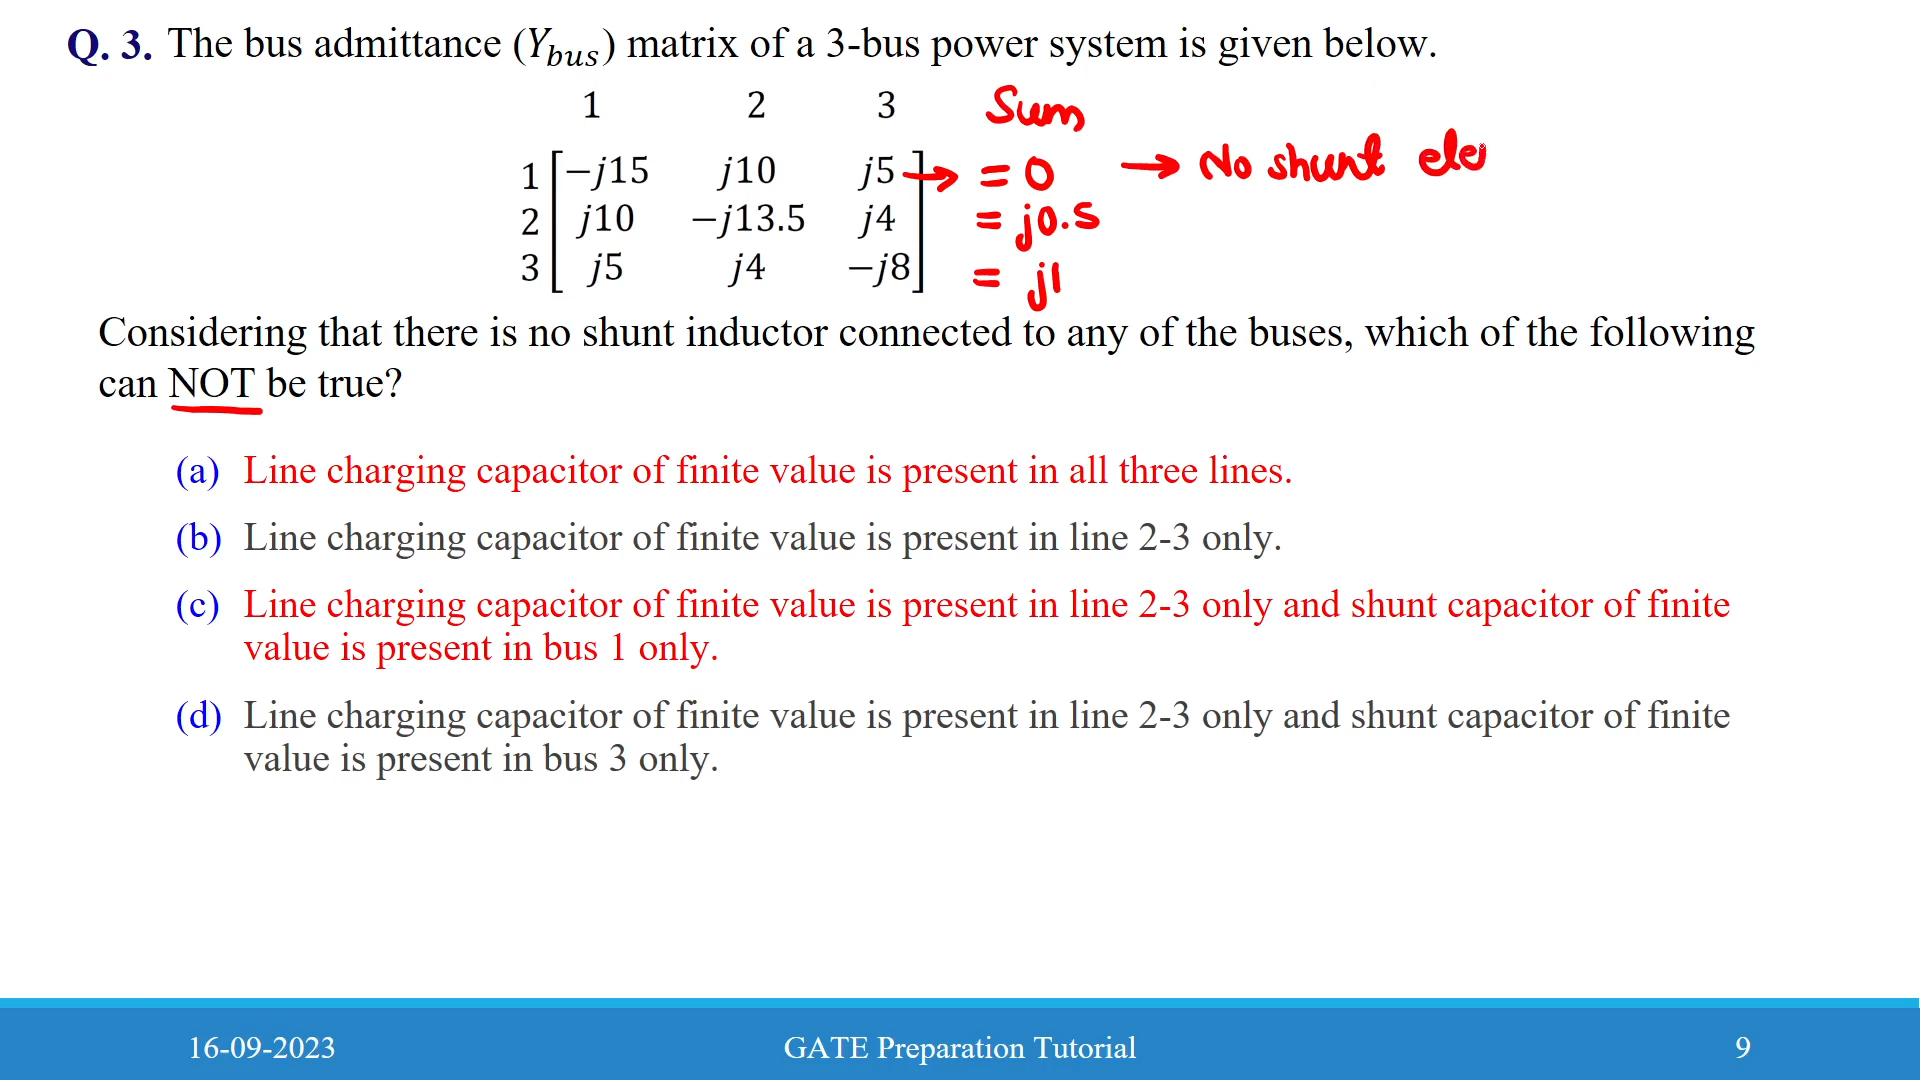 Q. 3. The bus admittance (Y_bus) matrix of a 3-bus power system is given below.
1 2 3 Sum
1 [−j15 j10 j5] → = 0 → No shunt ele
2 [j10 −j13.5 j4] = j0.5
3 [j5 j4 −j8] = j1
Considering that there is no shunt inductor connected to any of the buses, which of the following
can NOT be true?
(a) Line charging capacitor of finite value is present in all three lines.
(b) Line charging capacitor of finite value is present in line 2-3 only.
(c) Line charging capacitor of finite value is present in line 2-3 only and shunt capacitor of finite
value is present in bus 1 only.
(d) Line charging capacitor of finite value is present in line 2-3 only and shunt capacitor of finite
value is present in bus 3 only.
16-09-2023 GATE Preparation Tutorial 9